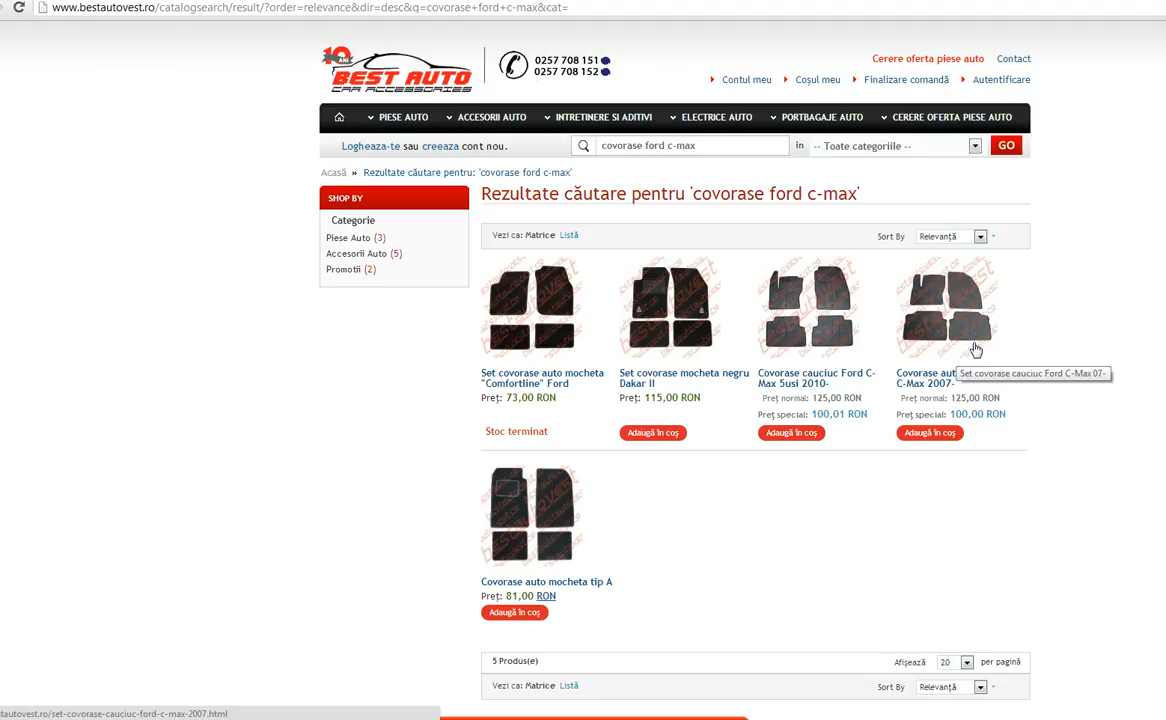 www.bestautovest.ro/catalogsearch/result/?order=relevance&dir=desc&q=covorase+ford+c-max&cat=
10 ANI
BEST AUTO
CAR ACCESSORIES
0257 708 151
0257 708 152
Cerere oferta piese auto Contact
Contul meu Coșul meu Finalizare comandă Autentificare
PIESE AUTO ACCESORII AUTO INTRETINERE SI ADITIVI ELECTRICE AUTO PORTBAGAJE AUTO CERERE OFERTA PIESE AUTO
Logheaza-te sau creeaza cont nou. covorase ford c-max in -- Toate categoriile -- GO
Acasă » Rezultate căutare pentru: 'covorase ford c-max'
SHOP BY
Categorie
Piese Auto (3)
Accesorii Auto (5)
Promotii (2)
Rezultate căutare pentru 'covorase ford c-max'
Vezi ca: Matrice Listă Sort By Relevanță
Set covorase auto mocheta
"Comfortline" Ford
Preț: 73,00 RON
Stoc terminat
Set covorase mocheta negru
Dakar II
Preț: 115,00 RON
Adaugă în coș
Covorase cauciuc Ford C-
Max 5usi 2010-
Preț normal: 125,00 RON
Preț special: 100,01 RON
Adaugă în coș
Covorase aut
C-Max 2007-
Set covorase cauciuc Ford C-Max 07-
Preț normal: 125,00 RON
Preț special: 100,00 RON
Adaugă în coș
Covorase auto mocheta tip A
Preț: 81,00 RON
Adaugă în coș
5 Produs(e) Afișează 20 per pagină
Vezi ca: Matrice Listă Sort By Relevanță
stautovest.ro/set-covorase-cauciuc-ford-c-max-2007.html